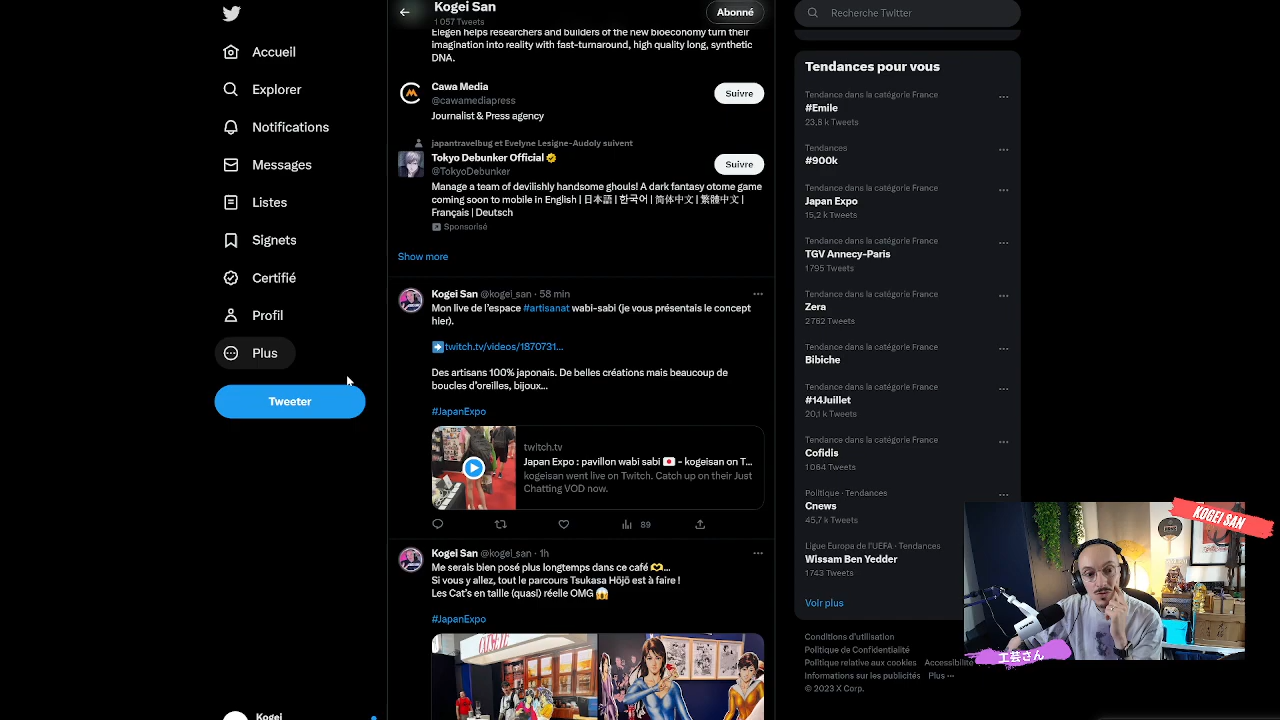 Accueil
Explorer
Notifications
Messages
Listes
Signets
Certifié
Profil
Plus
Tweeter
Kogei
Kogei San
1 057 Tweets
Abonné
Elegen helps researchers and builders of the new bioeconomy turn their
imagination into reality with fast-turnaround, high quality long, synthetic
DNA.
Cawa Media
@cawamediapress
Suivre
Journalist & Press agency
japantravelbug et Evelyne Lesigne-Audoly suivent
Tokyo Debunker Official
@TokyoDebunker
Suivre
Manage a team of devilishly handsome ghouls! A dark fantasy otome game
coming soon to mobile in English | 日本語 | 한국어 | 简体中文 | 繁體中文 |
Français | Deutsch
Sponsorisé
Show more
Kogei San @kogei_san · 58 min
Mon live de l'espace #artisanat wabi-sabi (je vous présentais le concept
hier).
➡️twitch.tv/videos/1870731…
Des artisans 100% japonais. De belles créations mais beaucoup de
boucles d'oreilles, bijoux…
#JapanExpo
twitch.tv
Japan Expo : pavillon wabi sabi 🇯🇵 - kogeisan on T…
kogeisan went live on Twitch. Catch up on their Just
Chatting VOD now.
89
Kogei San @kogei_san · 1h
Me serais bien posé plus longtemps dans ce café 🫶…
Si vous y allez, tout le parcours Tsukasa Hōjō est à faire !
Les Cat's en taille (quasi) réelle OMG 😱
#JapanExpo
Recherche Twitter
Tendances pour vous
Tendance dans la catégorie France
#Emile
23,8 k Tweets
Tendances
#900k
Tendance dans la catégorie France
Japan Expo
15,2 k Tweets
Tendance dans la catégorie France
TGV Annecy-Paris
1 795 Tweets
Tendance dans la catégorie France
Zera
2 762 Tweets
Tendance dans la catégorie France
Bibiche
Tendance dans la catégorie France
#14Juillet
20,1 k Tweets
Tendance dans la catégorie France
Cofidis
1 064 Tweets
Politique · Tendances
Cnews
45,7 k Tweets
Ligue Europa de l'UEFA · Tendances
Wissam Ben Yedder
1 743 Tweets
Voir plus
Conditions d'utilisation
Politique de Confidentialité
Politique relative aux cookies Accessibilité
Informations sur les publicités Plus ···
© 2023 X Corp.
KOGEI SAN
工芸さん